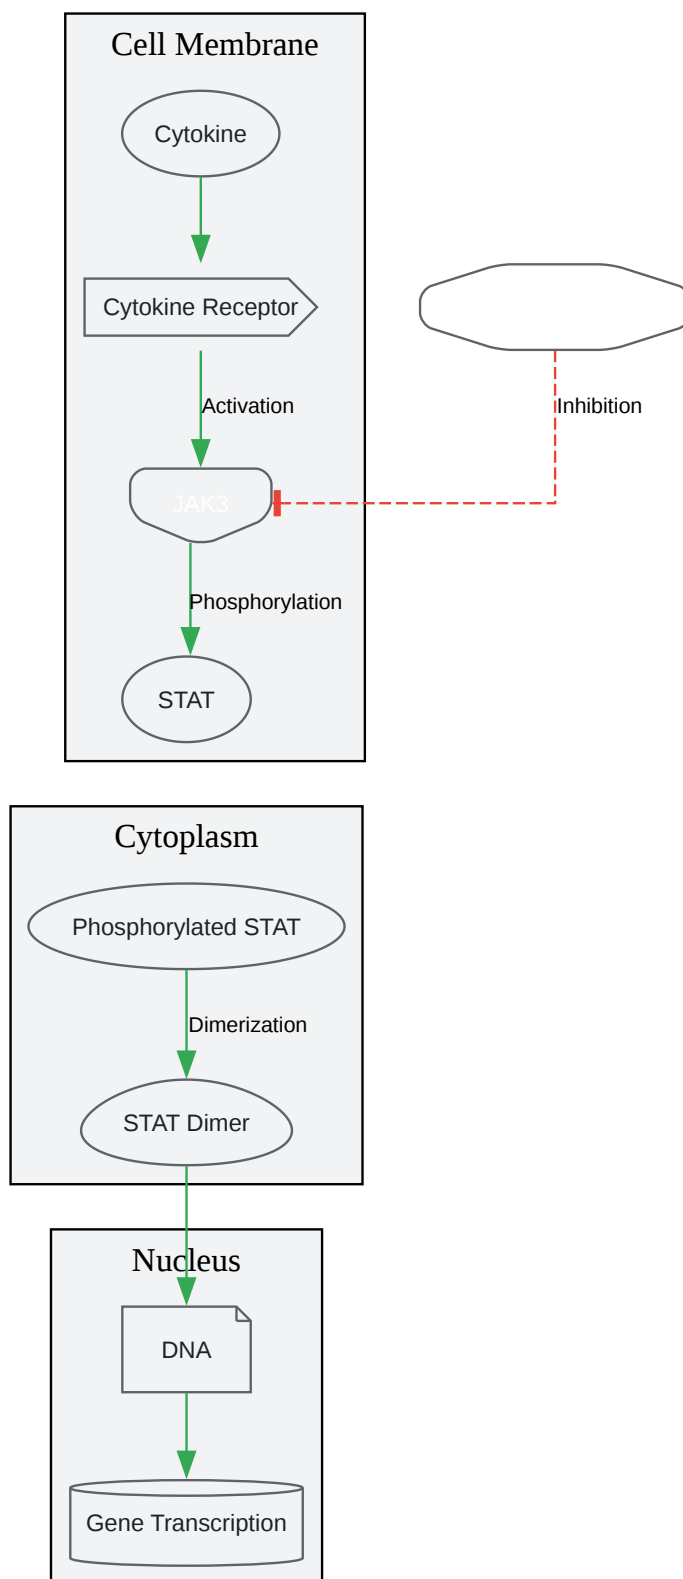 Cell Membrane
Cytokine
Cytokine Receptor
Activation
Inhibition
JAK3
Phosphorylation
STAT
Cytoplasm
Phosphorylated STAT
Dimerization
STAT Dimer
Nucleus
DNA
Gene Transcription